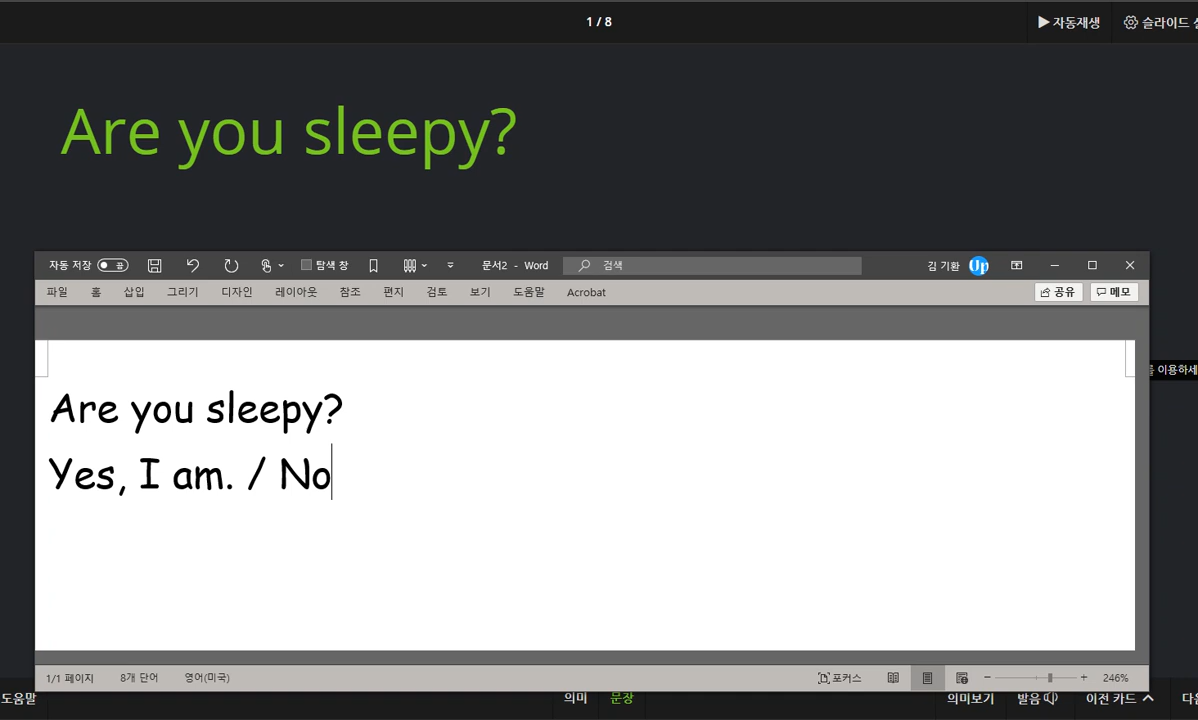 1 / 8
▶자동재생
슬라이드
Are you sleepy?
자동 저장 끔
탐색 창
문서2 - Word
검색
김 기환
Up
파일 홈 삽입 그리기 디자인 레이아웃 참조 편지 검토 보기 도움말 Acrobat
공유
메모
이용하세
Are you sleepy?
Yes, I am. / No
1/1 페이지 8개 단어 영어(미국)
포커스
246%
도움말
의미 문장
의미보기 발음 이전 카드